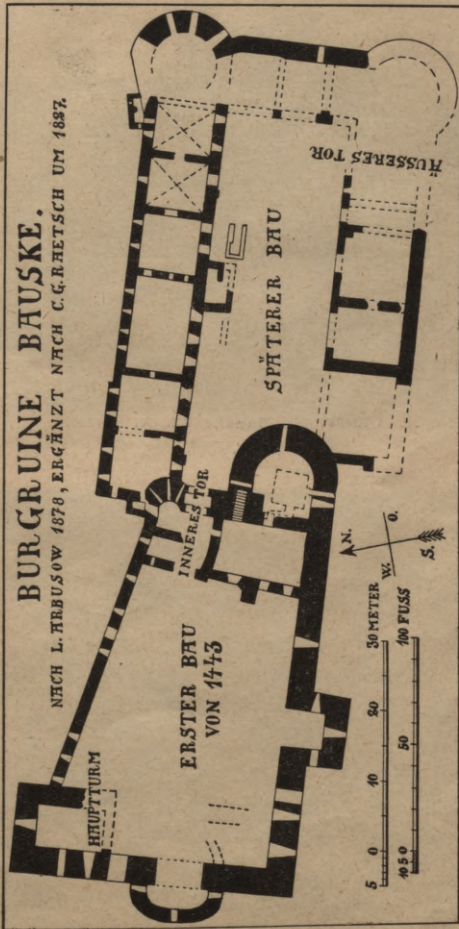 BURGRUINE BAUSKE.
NACH L. ARBUSOW 1878, ERGÄNZT NACH C.G. RAETSCH UM 1827.
HAUPTTURM
ERSTER BAU
VON 1443
INNERES TOR
SPÄTERER BAU
ÄUSSERES TOR
N.
W.
O.
S.
5 0 10 20 30 METER
10 5 0 50 100 FUSS